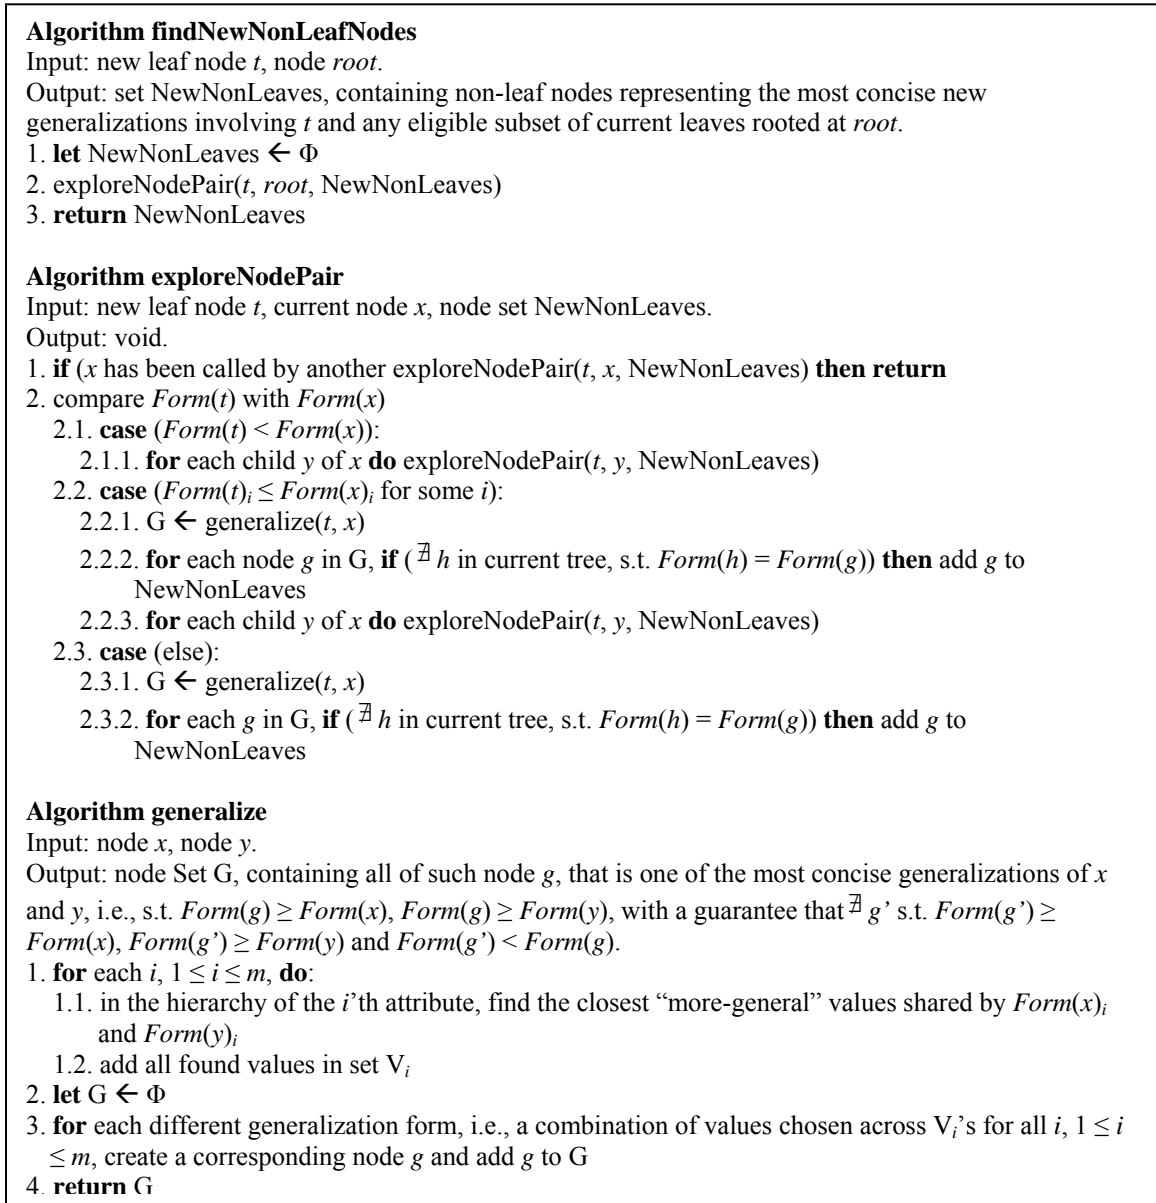 Algorithm findNewNonLeafNodes
Input: new leaf node t, node root.
Output: set NewNonLeaves, containing non-leaf nodes representing the most concise new
generalizations involving t and any eligible subset of current leaves rooted at root.
1. let NewNonLeaves ← Φ
2. exploreNodePair(t, root, NewNonLeaves)
3. return NewNonLeaves
Algorithm exploreNodePair
Input: new leaf node t, current node x, node set NewNonLeaves.
Output: void.
1. if (x has been called by another exploreNodePair(t, x, NewNonLeaves) then return
2. compare Form(t) with Form(x)
2.1. case (Form(t) < Form(x)):
2.1.1. for each child y of x do exploreNodePair(t, y, NewNonLeaves)
2.2. case (Form(t)i ≤ Form(x)i for some i):
2.2.1. G ← generalize(t, x)
2.2.2. for each node g in G, if ( ∄ h in current tree, s.t. Form(h) = Form(g)) then add g to
NewNonLeaves
2.2.3. for each child y of x do exploreNodePair(t, y, NewNonLeaves)
2.3. case (else):
2.3.1. G ← generalize(t, x)
2.3.2. for each g in G, if ( ∄ h in current tree, s.t. Form(h) = Form(g)) then add g to
NewNonLeaves
Algorithm generalize
Input: node x, node y.
Output: node Set G, containing all of such node g, that is one of the most concise generalizations of x
and y, i.e., s.t. Form(g) ≥ Form(x), Form(g) ≥ Form(y), with a guarantee that ∄ g’ s.t. Form(g’) ≥
Form(x), Form(g’) ≥ Form(y) and Form(g’) < Form(g).
1. for each i, 1 ≤ i ≤ m, do:
1.1. in the hierarchy of the i’th attribute, find the closest “more-general” values shared by Form(x)i
and Form(y)i
1.2. add all found values in set Vi
2. let G ← Φ
3. for each different generalization form, i.e., a combination of values chosen across Vi’s for all i, 1 ≤ i
≤ m, create a corresponding node g and add g to G
4. return G